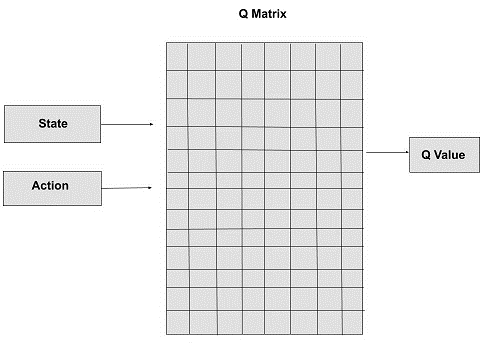 Q Matrix
State
Action
Q Value